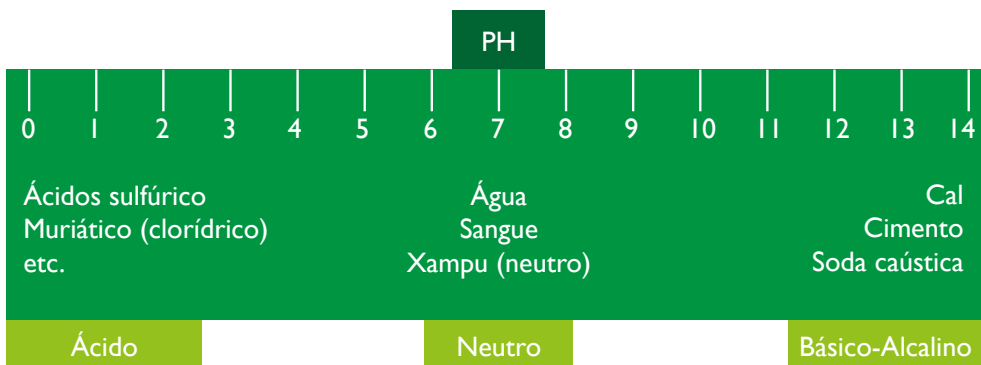 PH
0 1 2 3 4 5 6 7 8 9 10 11 12 13 14
Ácidos sulfúrico
Muriático (clorídrico)
etc.
Água
Sangue
Xampu (neutro)
Cal
Cimento
Soda caústica
Ácido
Neutro
Básico-Alcalino